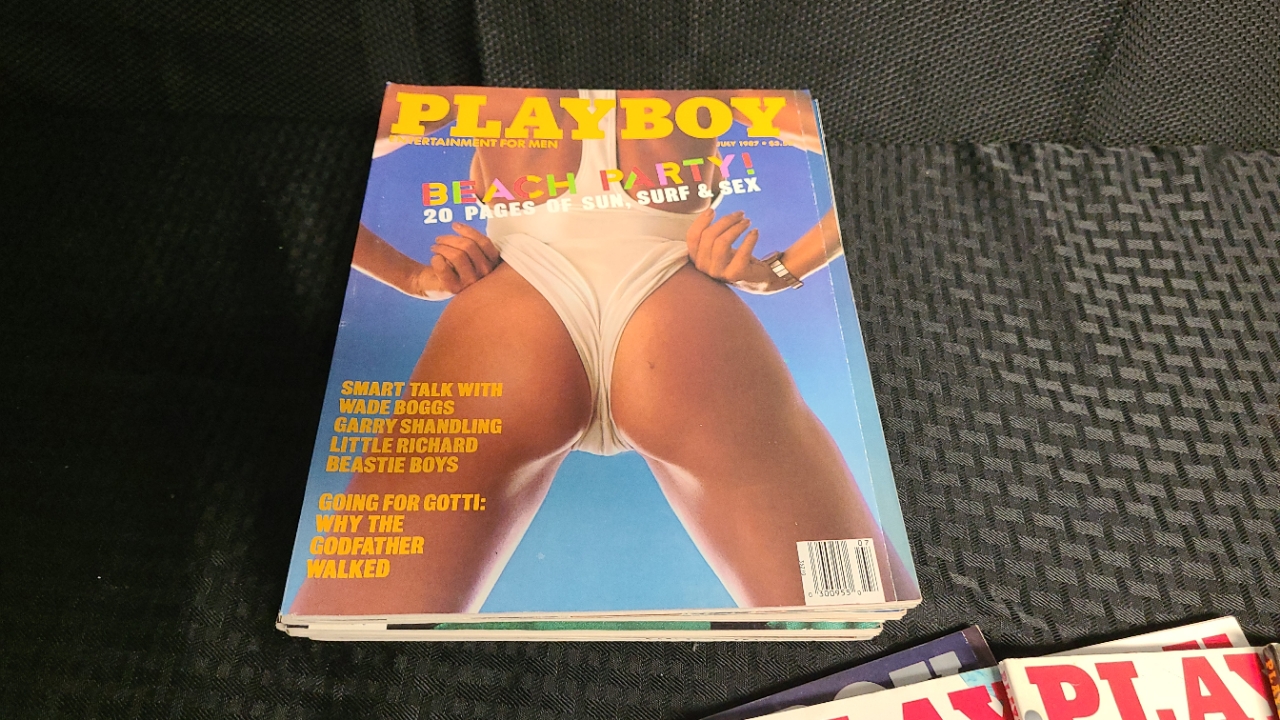 PLAYBOY
ENTERTAINMENT FOR MEN
JULY 1987 •
BEACH PARTY!
20 PAGES OF SUN, SURF & SEX
SMART TALK WITH
WADE BOGGS
GARRY SHANDLING
LITTLE RICHARD
BEASTIE BOYS
GOING FOR GOTTI:
WHY THE
GODFATHER
WALKED
07
PLAY